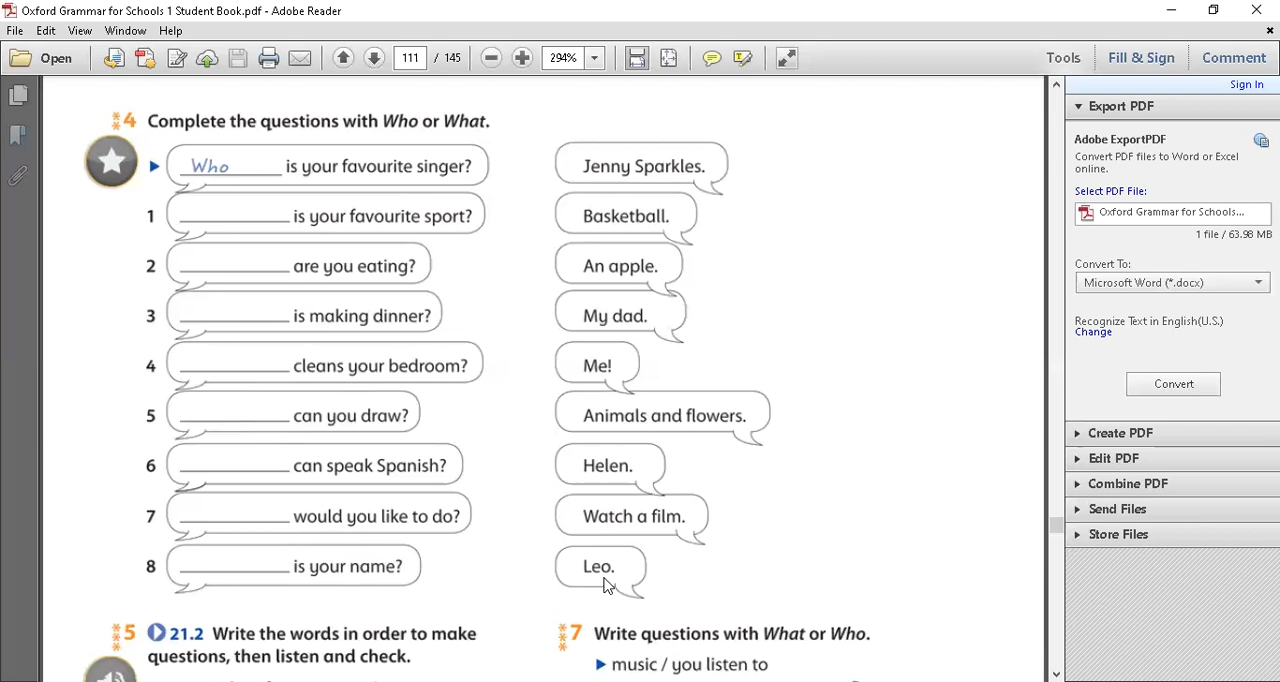 Oxford Grammar for Schools 1 Student Book.pdf - Adobe Reader
File Edit View Window Help
Open 111 / 145 294% Tools Fill & Sign Comment
Sign In
4 Complete the questions with Who or What.
Who is your favourite singer? Jenny Sparkles.
1 is your favourite sport? Basketball.
2 are you eating? An apple.
3 is making dinner? My dad.
4 cleans your bedroom? Me!
5 can you draw? Animals and flowers.
6 can speak Spanish? Helen.
7 would you like to do? Watch a film.
8 is your name? Leo.
5 21.2 Write the words in order to make
questions, then listen and check.
7 Write questions with What or Who.
music / you listen to
Export PDF
Adobe ExportPDF
Convert PDF files to Word or Excel
online.
Select PDF File:
Oxford Grammar for Schools...
1 file / 63.98 MB
Convert To:
Microsoft Word (*.docx)
Recognize Text in English(U.S.)
Change
Convert
Create PDF
Edit PDF
Combine PDF
Send Files
Store Files